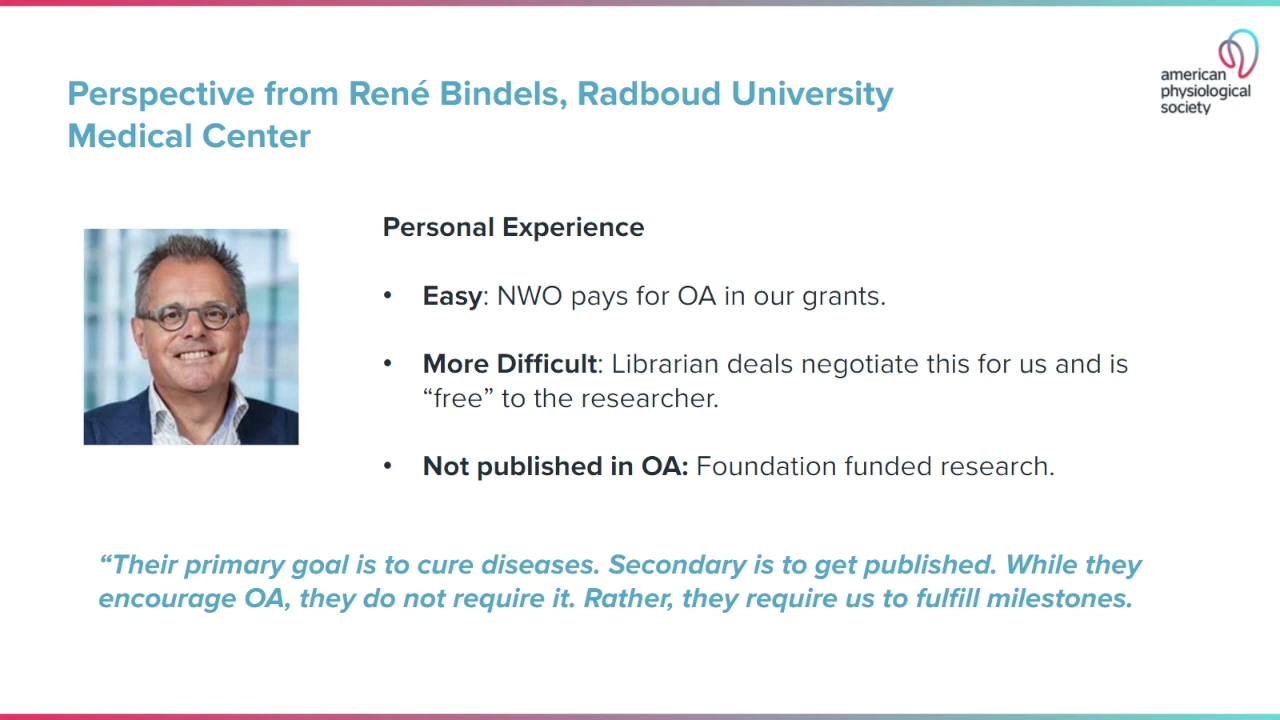 american
physiological
society
Perspective from René Bindels, Radboud University
Medical Center
Personal Experience
• Easy: NWO pays for OA in our grants.
• More Difficult: Librarian deals negotiate this for us and is
“free” to the researcher.
• Not published in OA: Foundation funded research.
“Their primary goal is to cure diseases. Secondary is to get published. While they
encourage OA, they do not require it. Rather, they require us to fulfill milestones.